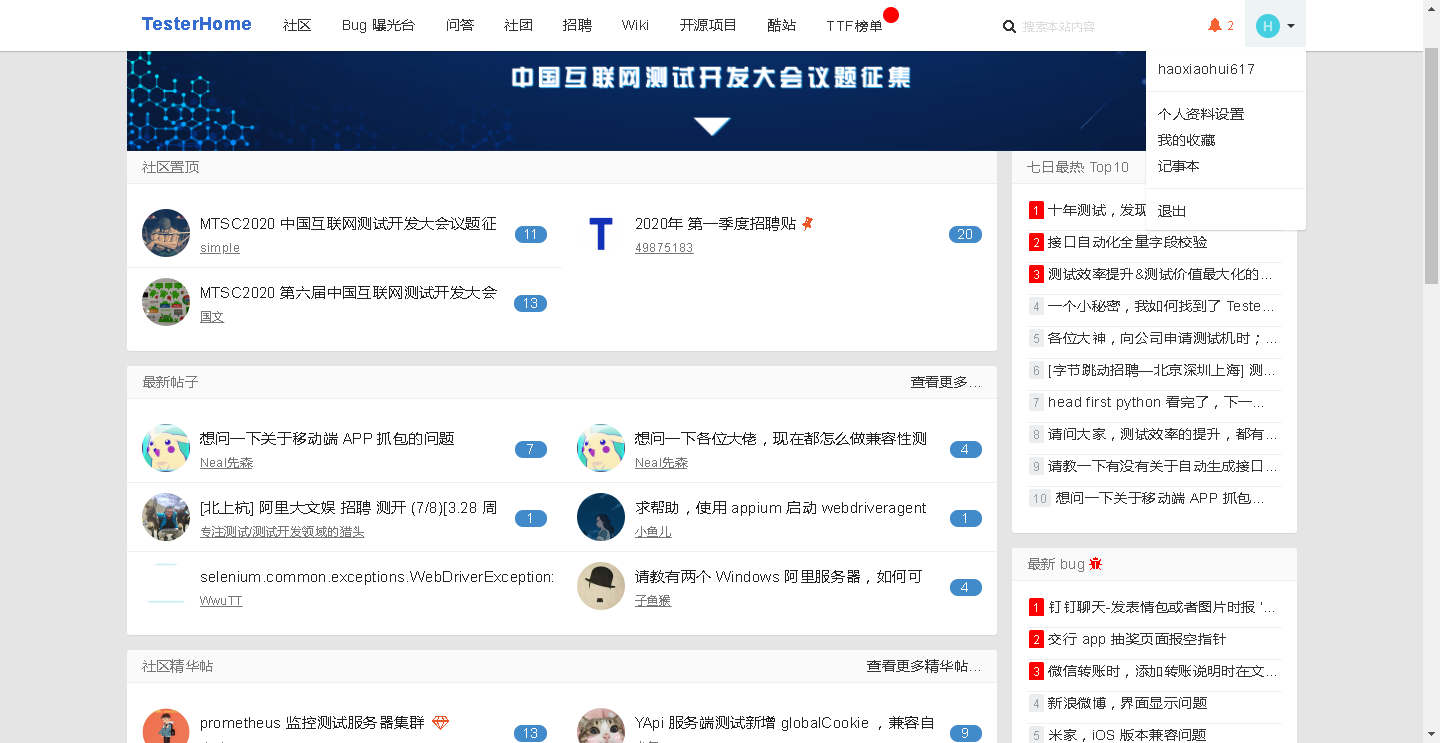 TesterHome 社区 Bug 曝光台 问答 社团 招聘 Wiki 开源项目 酷站 TTF榜单 搜索本站内容 2 H
haoxiaohui617
个人资料设置
我的收藏
记事本
退出
中国互联网测试开发大会议题征集
社区置顶
MTSC2020 中国互联网测试开发大会议题征
simple
11
T
2020年 第一季度招聘贴
49875183
20
MTSC2020 第六届中国互联网测试开发大会
国文
13
最新帖子 查看更多...
想问一下关于移动端 APP 抓包的问题
Neal先森
7
想问一下各位大佬，现在都怎么做兼容性测
Neal先森
4
[北上杭] 阿里大文娱 招聘 测开 (7/8)[3.28 周
专注测试/测试开发领域的猎头
1
求帮助，使用 appium 启动 webdriveragent
小鱼儿
1
selenium.common.exceptions.WebDriverException:
WwuTT
请教有两个 Windows 阿里服务器，如何可
子鱼猴
4
社区精华帖 查看更多精华帖...
prometheus 监控测试服务器集群
13
YApi 服务端测试新增 globalCookie ，兼容自
9
七日最热 Top10
1 十年测试，发现
2 接口自动化全量字段校验
3 测试效率提升&测试价值最大化的...
4 一个小秘密，我如何找到了 Teste...
5 各位大神，向公司申请测试机时；...
6 [字节跳动招聘—北京深圳上海] 测...
7 head first python 看完了，下一...
8 请问大家，测试效率的提升，都有...
9 请教一下有没有关于自动生成接口...
10 想问一下关于移动端 APP 抓包...
最新 bug
1 钉钉聊天-发表情包或者图片时报 '...
2 交行 app 抽奖页面报空指针
3 微信转账时，添加转账说明时在文...
4 新浪微博，界面显示问题
5 米家，iOS 版本兼容问题